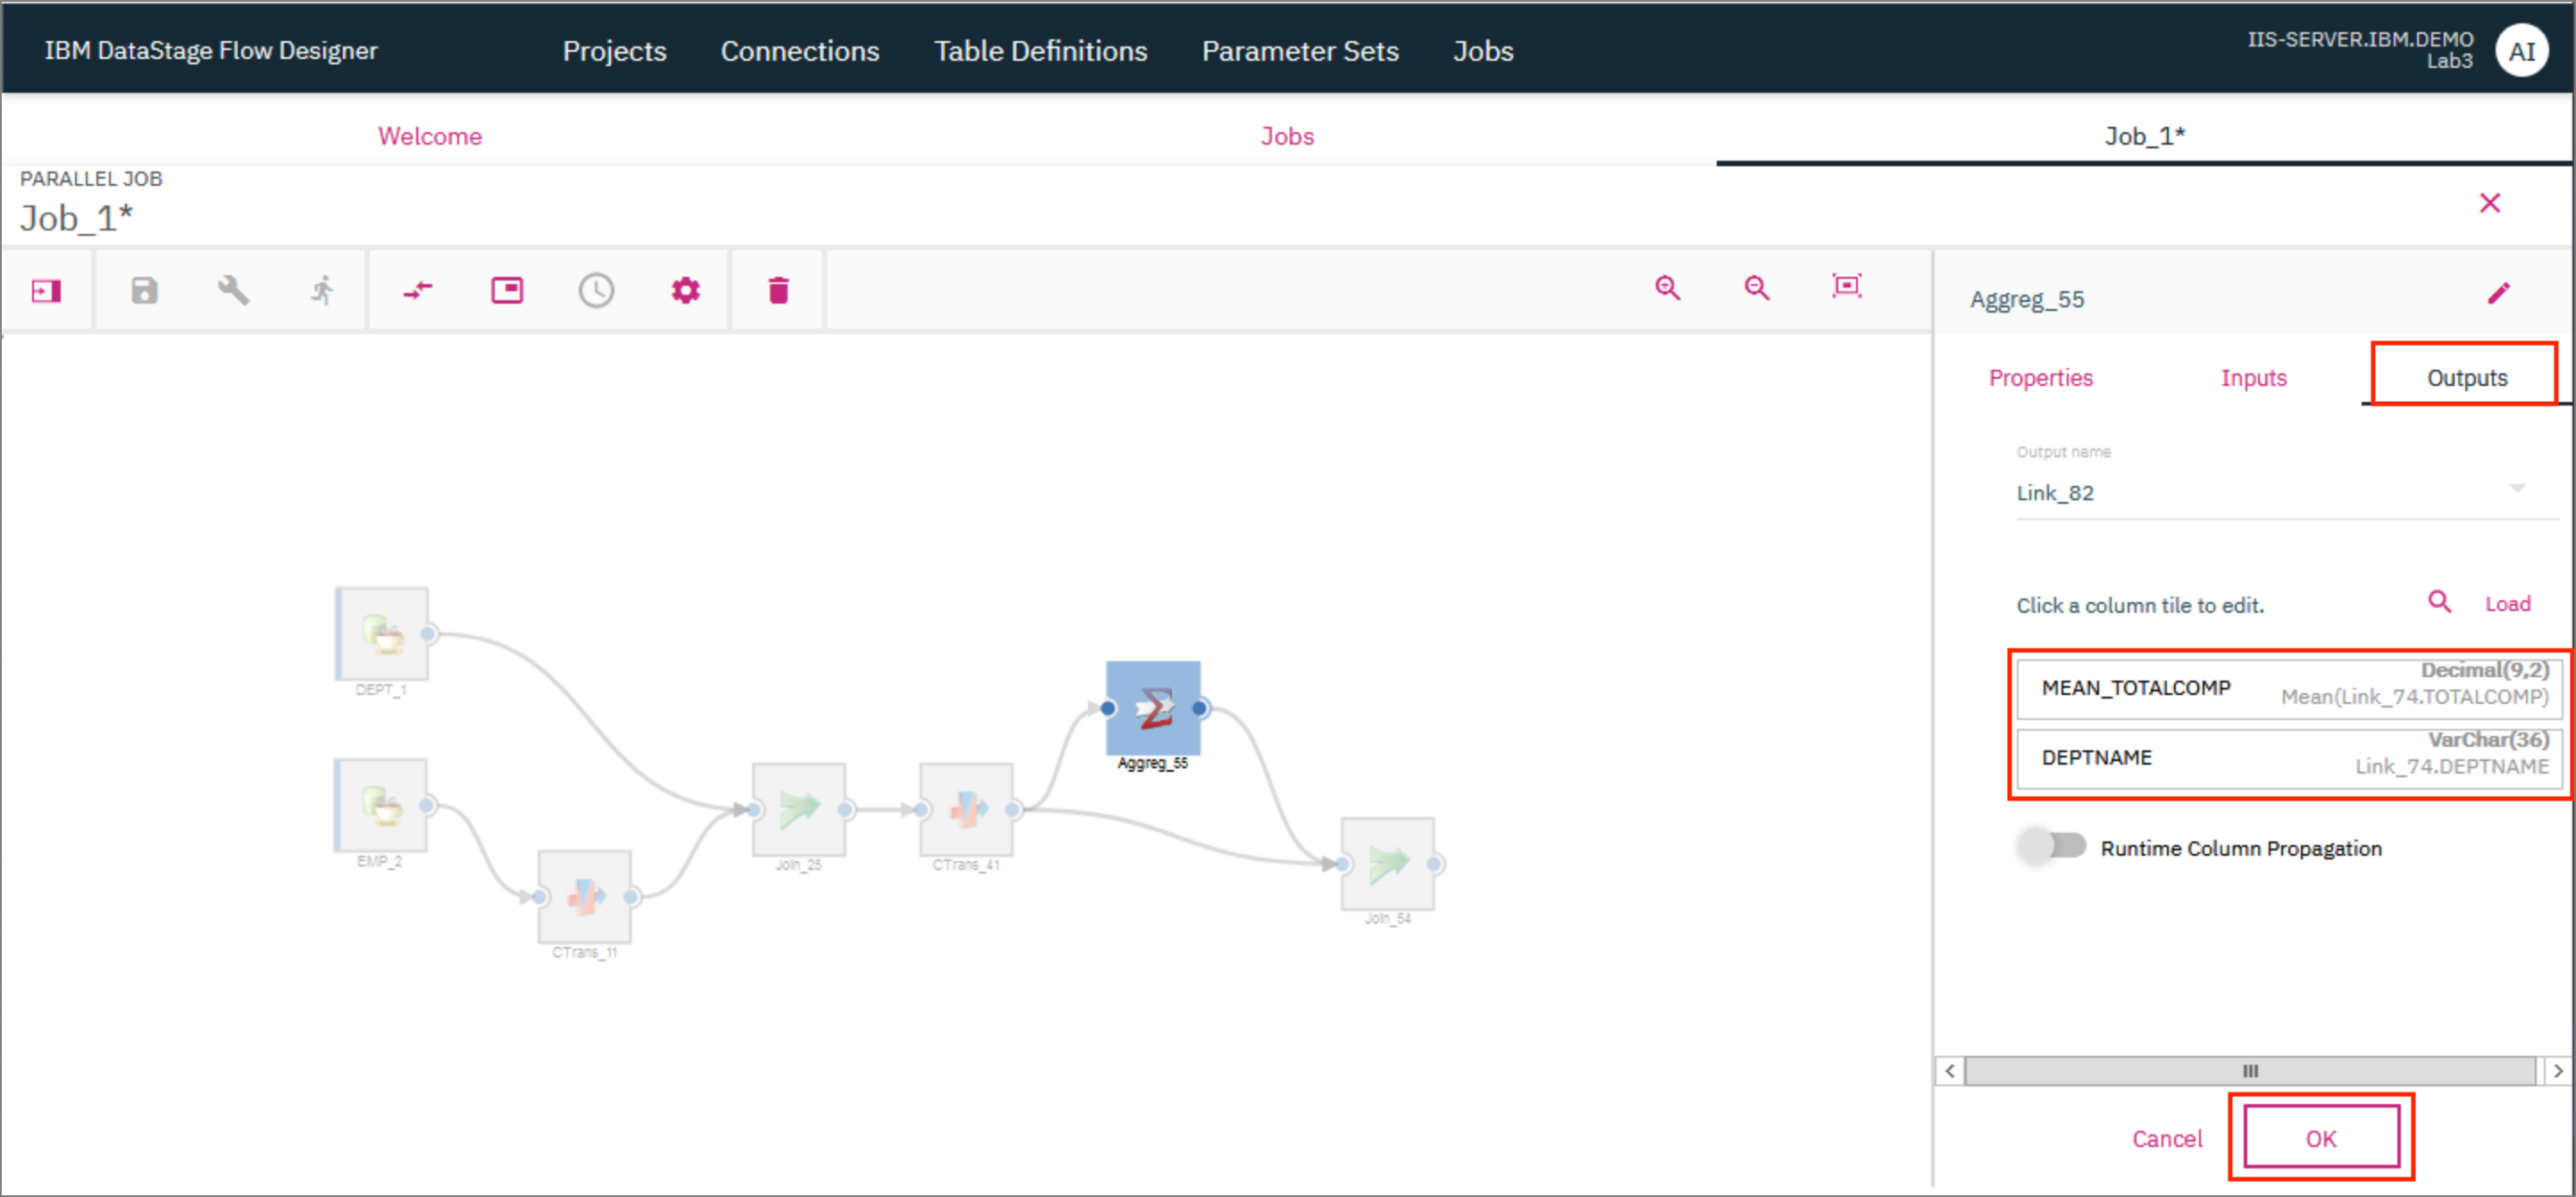 IBM DataStage Flow Designer
Projects
Connections
Table Definitions
Parameter Sets
Jobs
IIS-SERVER.IBM.DEMO
Lab3
AI
Welcome
Jobs
Job_1*
PARALLEL JOB
Job_1*
Aggreg_55
Properties
Inputs
Outputs
Output name
Link_82
Click a column tile to edit.
Load
MEAN_TOTALCOMP
Decimal(9,2)
Mean(Link_74.TOTALCOMP)
DEPTNAME
VarChar(36)
Link_74.DEPTNAME
Runtime Column Propagation
Cancel
OK
DEPT_1
EMP_2
CTrans_11
Join_25
CTrans_41
Aggreg_55
Join_54